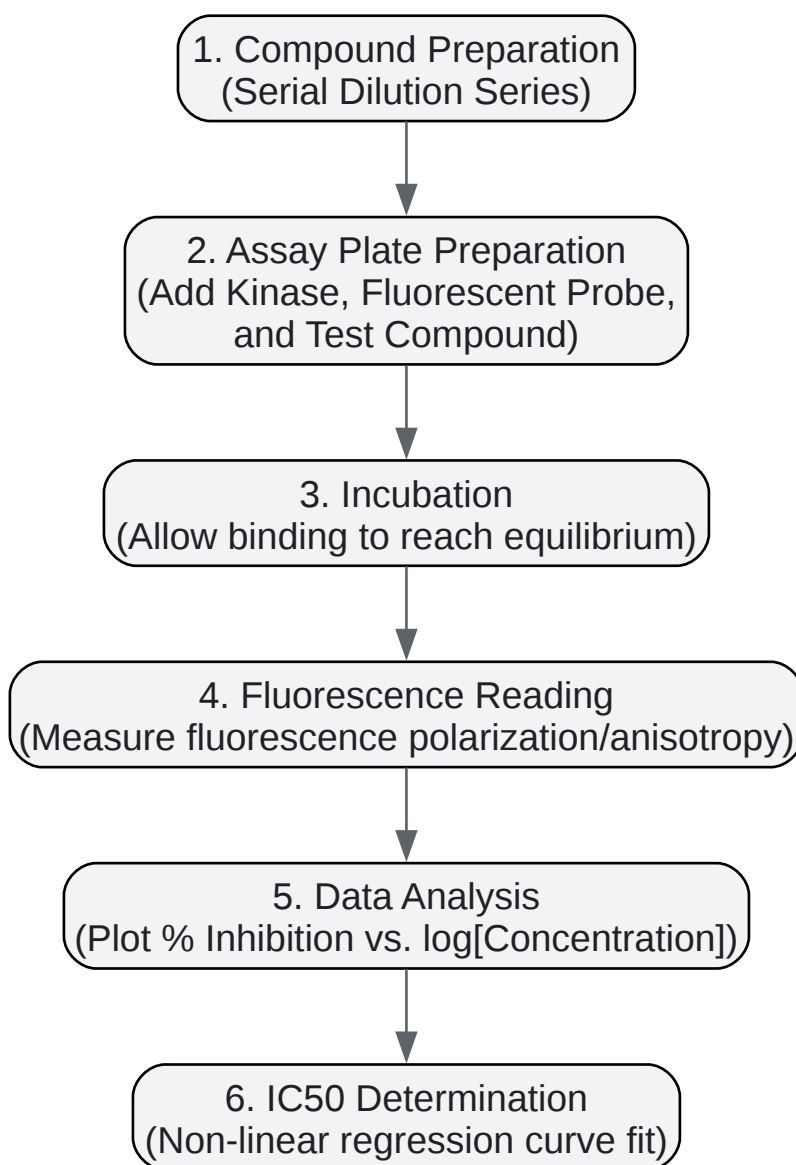 1. Compound Preparation
(Serial Dilution Series)
2. Assay Plate Preparation
(Add Kinase, Fluorescent Probe,
and Test Compound)
3. Incubation
(Allow binding to reach equilibrium)
4. Fluorescence Reading
(Measure fluorescence polarization/anisotropy)
5. Data Analysis
(Plot % Inhibition vs. log[Concentration])
6. IC50 Determination
(Non-linear regression curve fit)